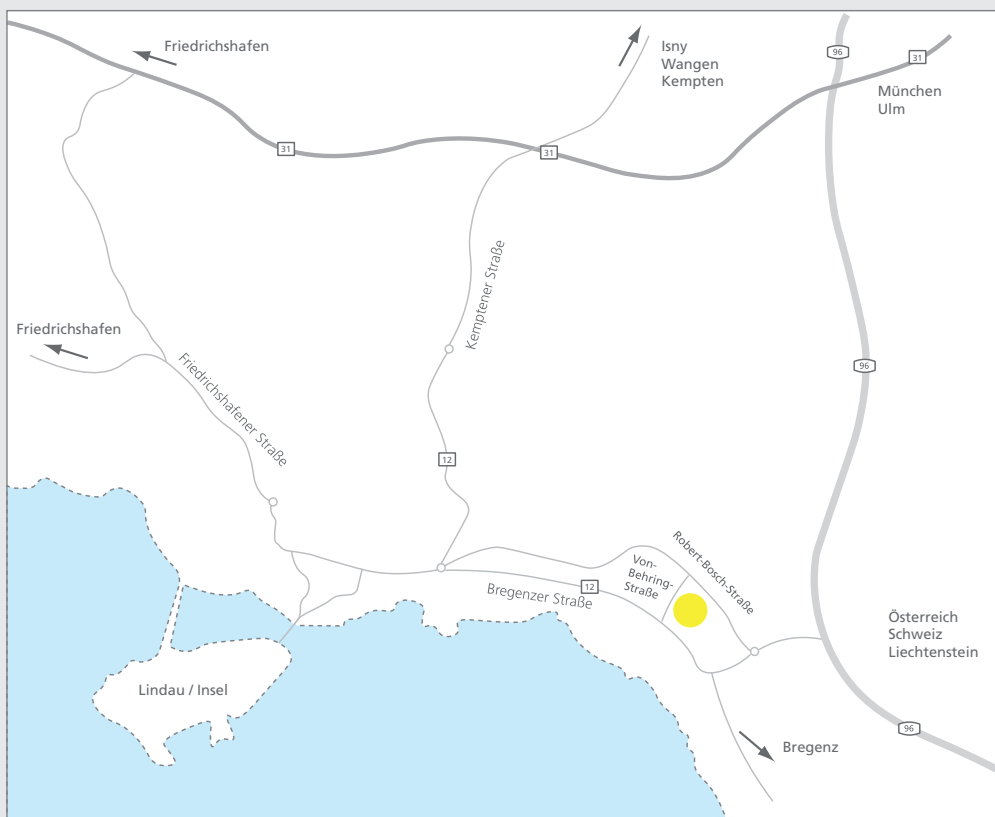 Friedrichshafen
Isny
Wangen
Kempten
96
31
München
Ulm
31
31
Kemptener Straße
Friedrichshafen
Friedrichshafener Straße
96
12
Robert-Bosch-Straße
Von-
Behring-
Straße
12
Bregenzer Straße
Österreich
Schweiz
Liechtenstein
Lindau / Insel
96
Bregenz